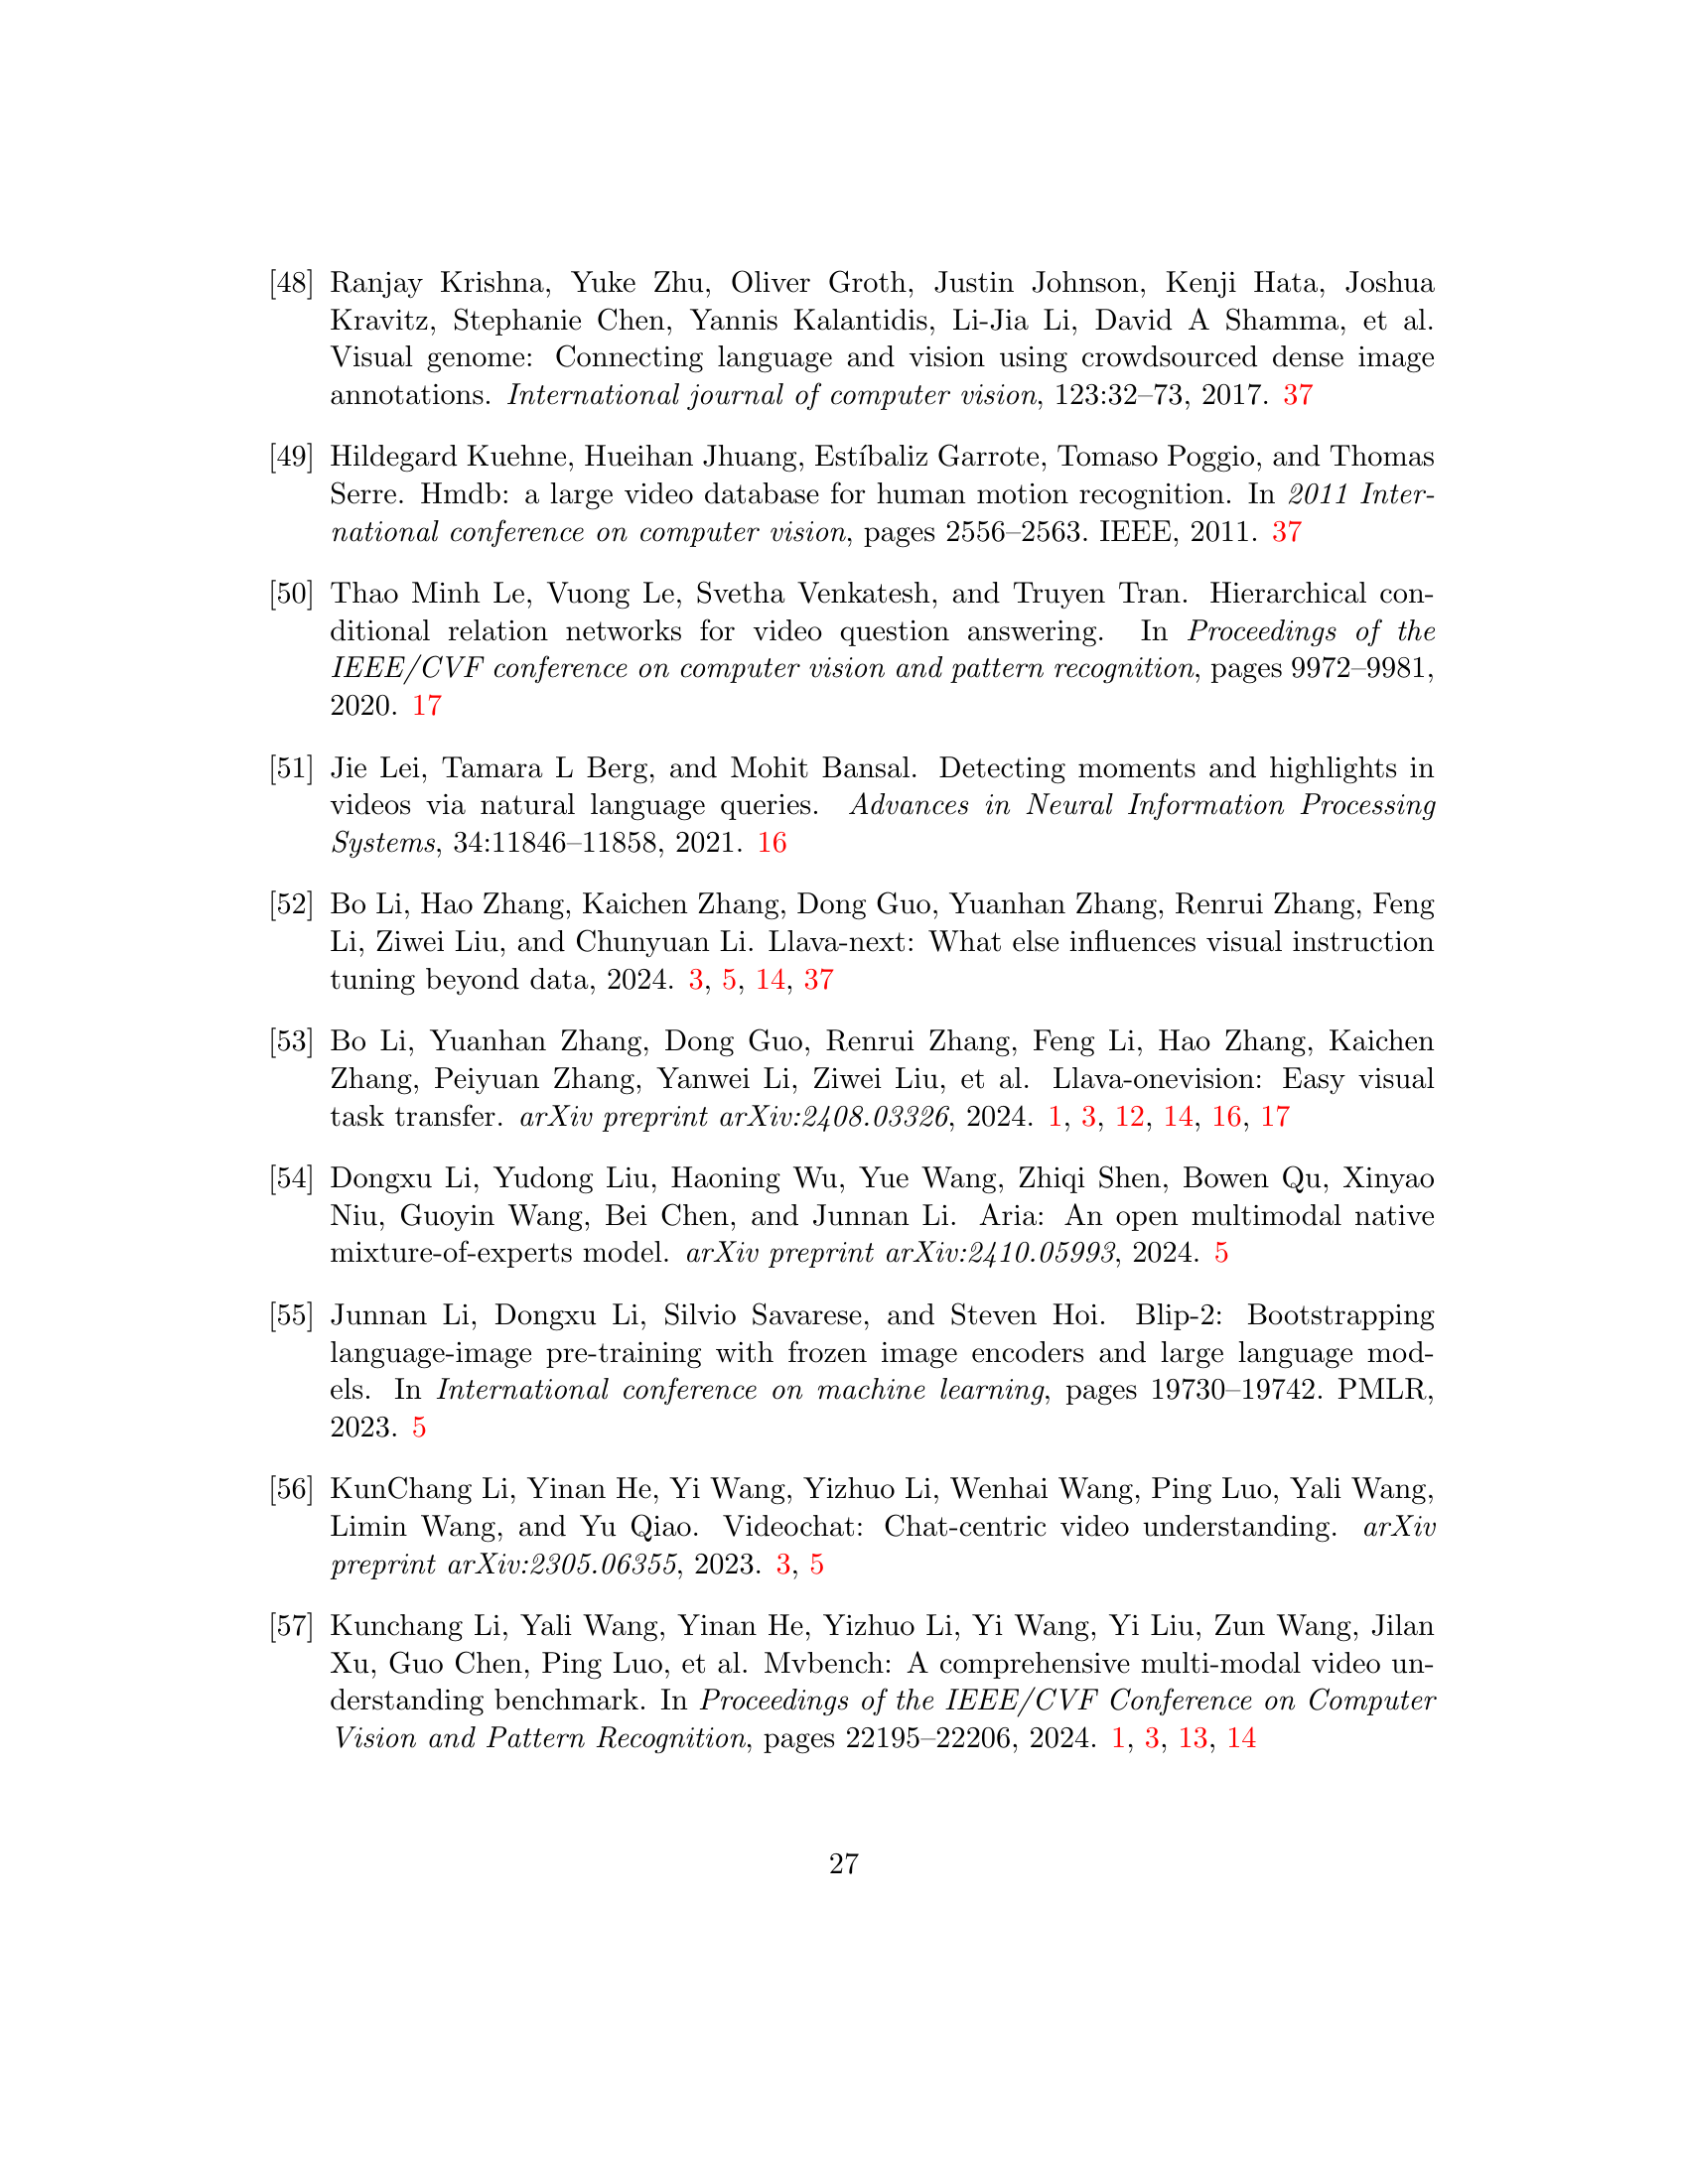 [48] Ranjay Krishna, Yuke Zhu, Oliver Groth, Justin Johnson, Kenji Hata, Joshua
Kravitz, Stephanie Chen, Yannis Kalantidis, Li-Jia Li, David A Shamma, et al.
Visual genome: Connecting language and vision using crowdsourced dense image
annotations. International journal of computer vision, 123:32–73, 2017. 37
[49] Hildegard Kuehne, Hueihan Jhuang, Estíbaliz Garrote, Tomaso Poggio, and Thomas
Serre. Hmdb: a large video database for human motion recognition. In 2011 Inter-
national conference on computer vision, pages 2556–2563. IEEE, 2011. 37
[50] Thao Minh Le, Vuong Le, Svetha Venkatesh, and Truyen Tran. Hierarchical con-
ditional relation networks for video question answering. In Proceedings of the
IEEE/CVF conference on computer vision and pattern recognition, pages 9972–9981,
2020. 17
[51] Jie Lei, Tamara L Berg, and Mohit Bansal. Detecting moments and highlights in
videos via natural language queries. Advances in Neural Information Processing
Systems, 34:11846–11858, 2021. 16
[52] Bo Li, Hao Zhang, Kaichen Zhang, Dong Guo, Yuanhan Zhang, Renrui Zhang, Feng
Li, Ziwei Liu, and Chunyuan Li. Llava-next: What else influences visual instruction
tuning beyond data, 2024. 3, 5, 14, 37
[53] Bo Li, Yuanhan Zhang, Dong Guo, Renrui Zhang, Feng Li, Hao Zhang, Kaichen
Zhang, Peiyuan Zhang, Yanwei Li, Ziwei Liu, et al. Llava-onevision: Easy visual
task transfer. arXiv preprint arXiv:2408.03326, 2024. 1, 3, 12, 14, 16, 17
[54] Dongxu Li, Yudong Liu, Haoning Wu, Yue Wang, Zhiqi Shen, Bowen Qu, Xinyao
Niu, Guoyin Wang, Bei Chen, and Junnan Li. Aria: An open multimodal native
mixture-of-experts model. arXiv preprint arXiv:2410.05993, 2024. 5
[55] Junnan Li, Dongxu Li, Silvio Savarese, and Steven Hoi. Blip-2: Bootstrapping
language-image pre-training with frozen image encoders and large language mod-
els. In International conference on machine learning, pages 19730–19742. PMLR,
2023. 5
[56] KunChang Li, Yinan He, Yi Wang, Yizhuo Li, Wenhai Wang, Ping Luo, Yali Wang,
Limin Wang, and Yu Qiao. Videochat: Chat-centric video understanding. arXiv
preprint arXiv:2305.06355, 2023. 3, 5
[57] Kunchang Li, Yali Wang, Yinan He, Yizhuo Li, Yi Wang, Yi Liu, Zun Wang, Jilan
Xu, Guo Chen, Ping Luo, et al. Mvbench: A comprehensive multi-modal video un-
derstanding benchmark. In Proceedings of the IEEE/CVF Conference on Computer
Vision and Pattern Recognition, pages 22195–22206, 2024. 1, 3, 13, 14
27